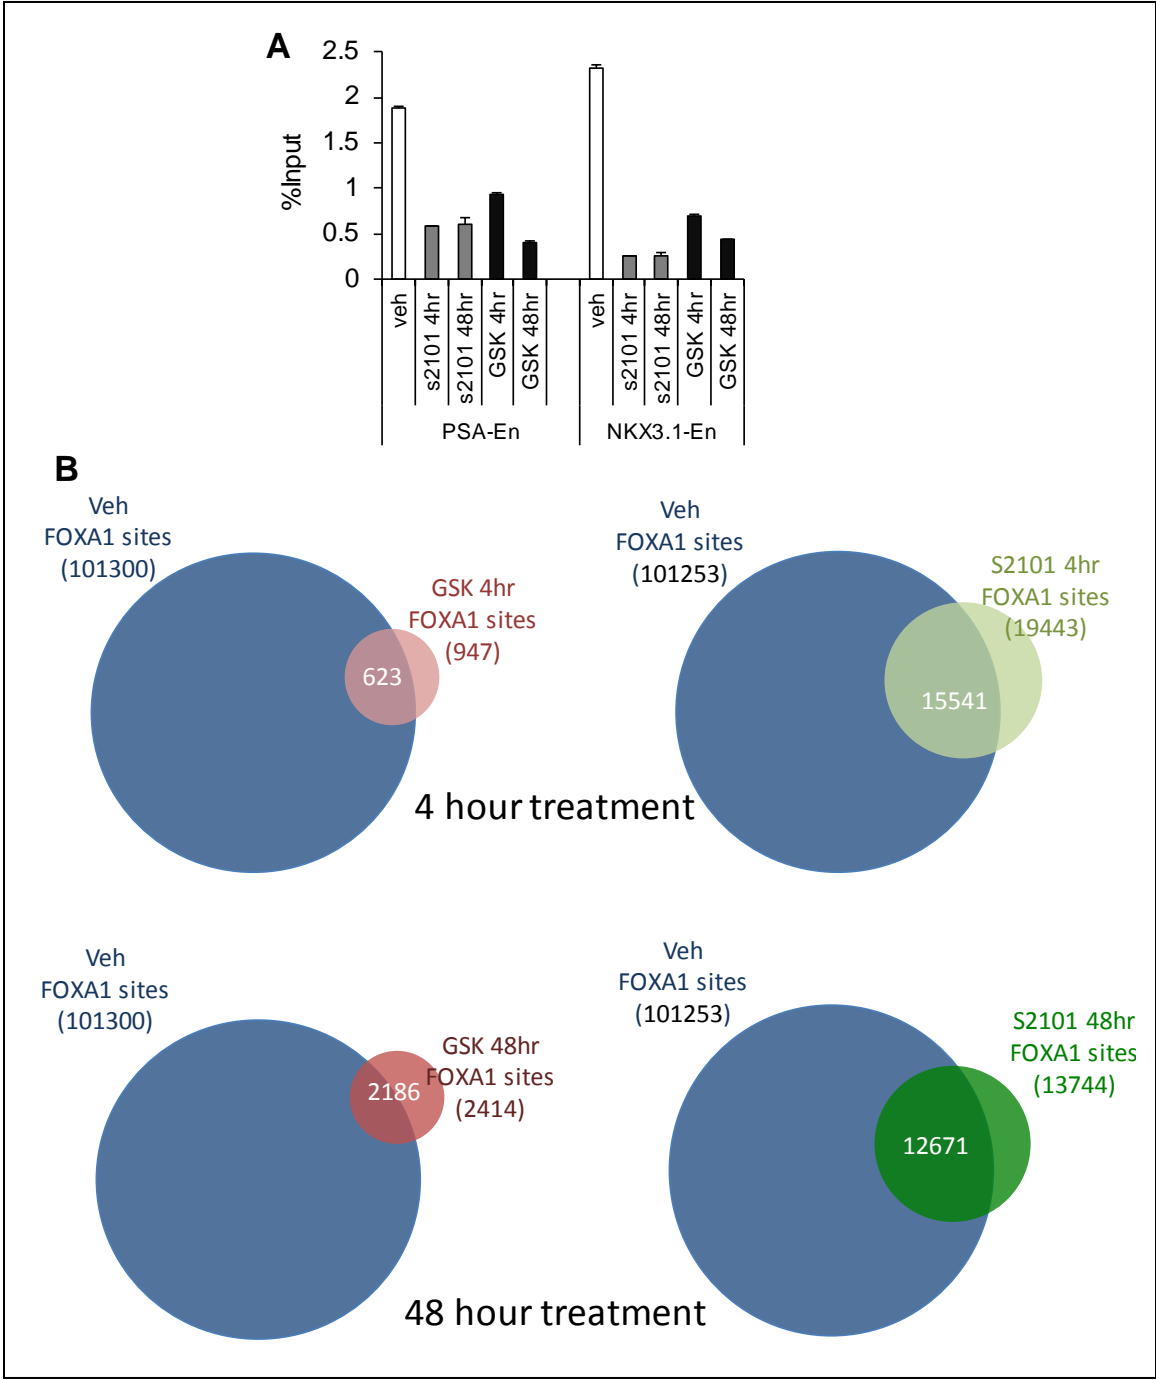 A
2.5
2
1.5
1
0.5
0
%Input
veh
s2101 4hr
s2101 48hr
GSK 4hr
GSK 48hr
veh
s2101 4hr
s2101 48hr
GSK 4hr
GSK 48hr
PSA-En
NKX3.1-En
B
Veh
FOXA1 sites
(101300)
GSK 4hr
FOXA1 sites
(947)
623
Veh
FOXA1 sites
(101253)
S2101 4hr
FOXA1 sites
(19443)
15541
4 hour treatment
Veh
FOXA1 sites
(101300)
GSK 48hr
FOXA1 sites
(2414)
2186
Veh
FOXA1 sites
(101253)
S2101 48hr
FOXA1 sites
(13744)
12671
48 hour treatment